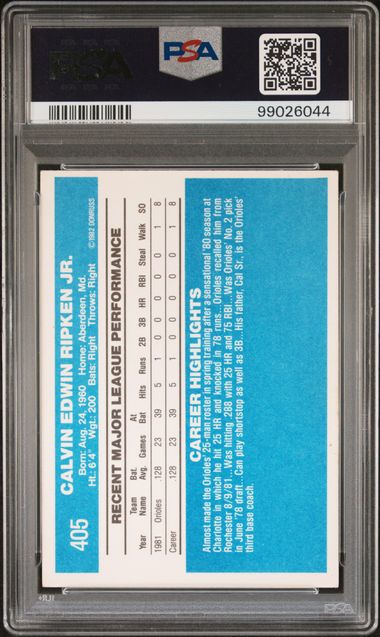 PSA
PSA
99026044
405
CALVIN EDWIN RIPKEN JR.
Born: Aug. 24, 1960 Home: Aberdeen, Md.
Ht.: 6'4" Wgt.: 200 Bats: Right Throws: Right
©1982 DONRUSS
RECENT MAJOR LEAGUE PERFORMANCE
Team Bat. At
Year Name Avg. Games Bat Hits Runs 2B 3B HR RBI Steal Walk SO
1981 Orioles .128 23 39 5 1 0 0 0 0 0 1 8
Career .128 23 39 5 1 0 0 0 0 0 1 8
CAREER HIGHLIGHTS
Almost made the Orioles' 25-man roster in spring training after a sensational '80 season at
Charlotte in which he hit 25 HR and knocked in 78 runs...Orioles recalled him from
Rochester 8/9/81...Was hitting .288 with 25 HR and 75 RBI...Was Orioles' No. 2 pick
in June '78 draft...Can play shortstop as well as 3B...His father, Cal Sr., is the Orioles'
third base coach.